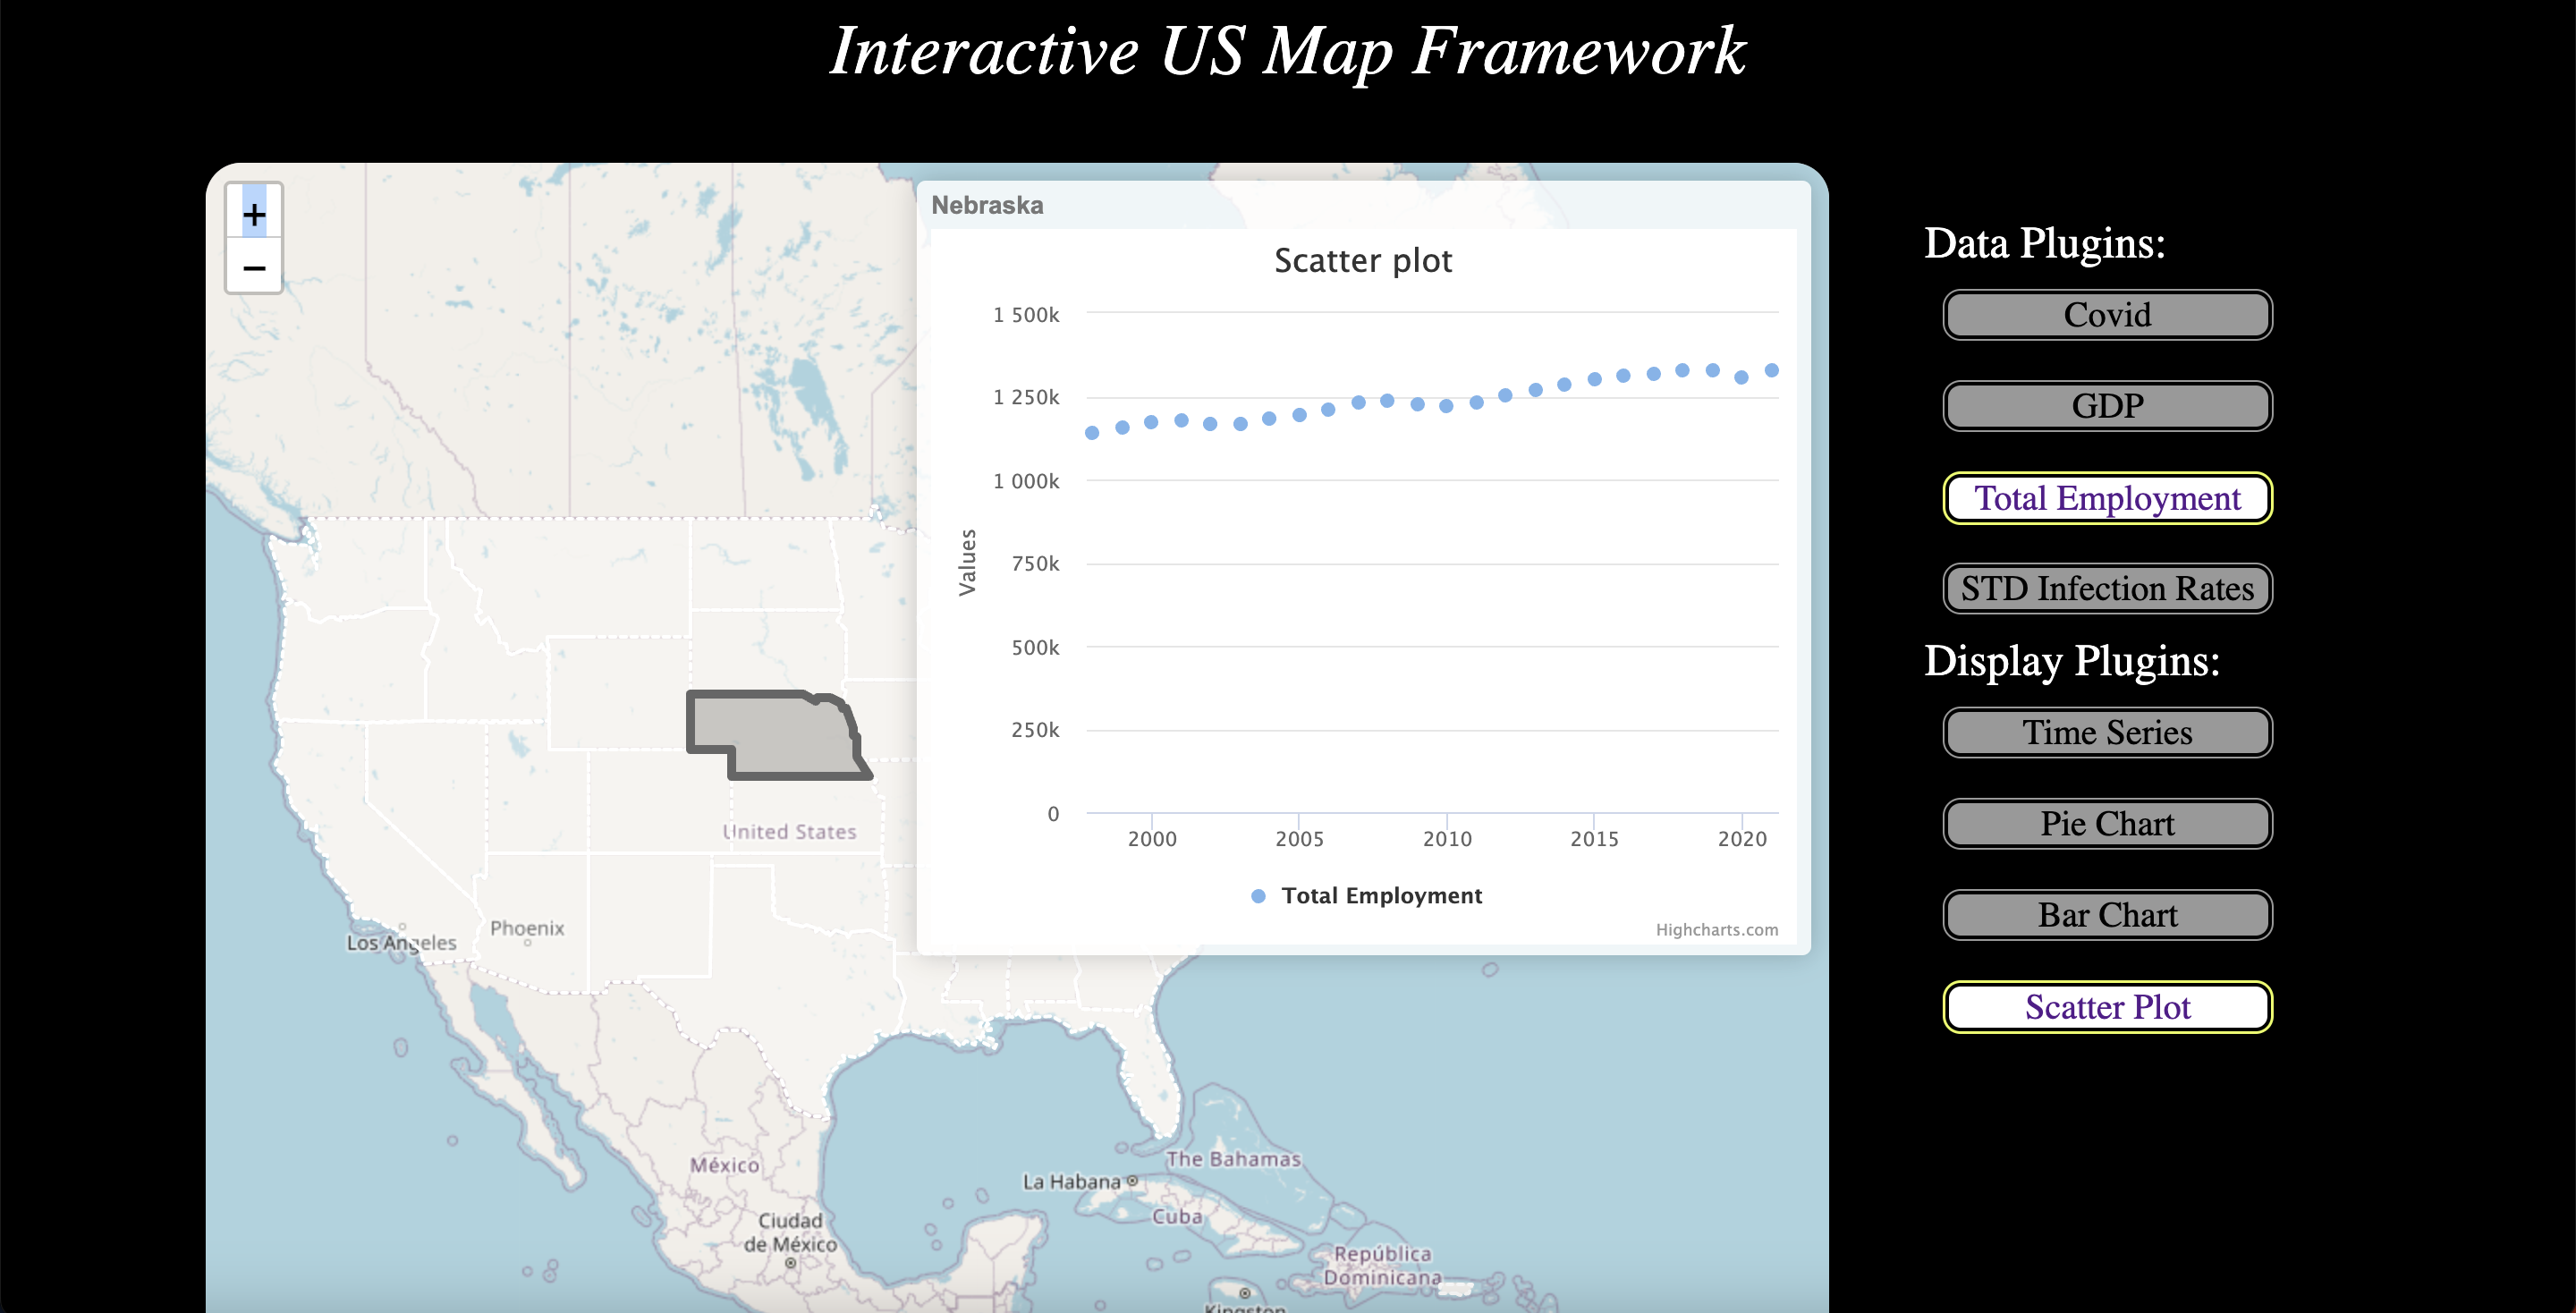 Interactive US Map Framework
+
−
Nebraska
Scatter plot
1 500k
1 250k
1 000k
750k
500k
250k
0
Values
2000
2005
2010
2015
2020
Total Employment
Highcharts.com
United States
Los Angeles
Phoenix
México
Ciudad
de México
La Habana
The Bahamas
Cuba
República
Dominicana
Kingston
Data Plugins:
Covid
GDP
Total Employment
STD Infection Rates
Display Plugins:
Time Series
Pie Chart
Bar Chart
Scatter Plot